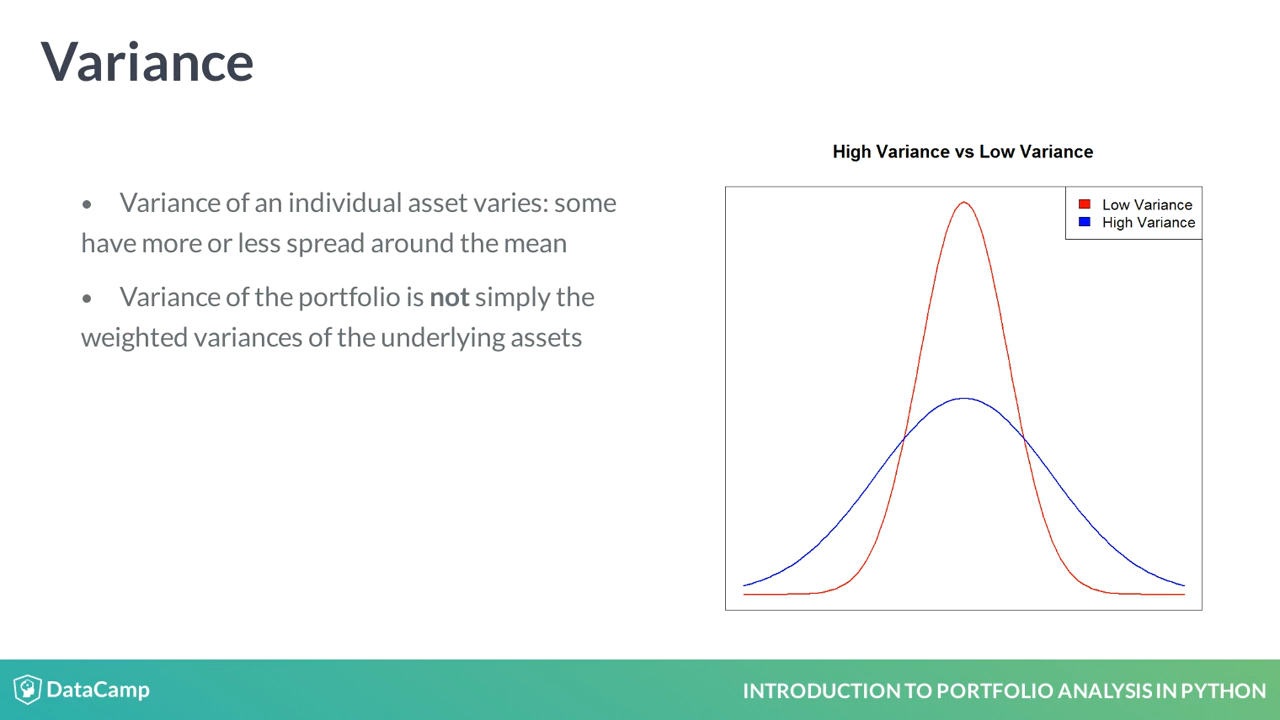 Variance
• Variance of an individual asset varies: some
have more or less spread around the mean
• Variance of the portfolio is not simply the
weighted variances of the underlying assets
High Variance vs Low Variance
Low Variance
High Variance
DataCamp
INTRODUCTION TO PORTFOLIO ANALYSIS IN PYTHON